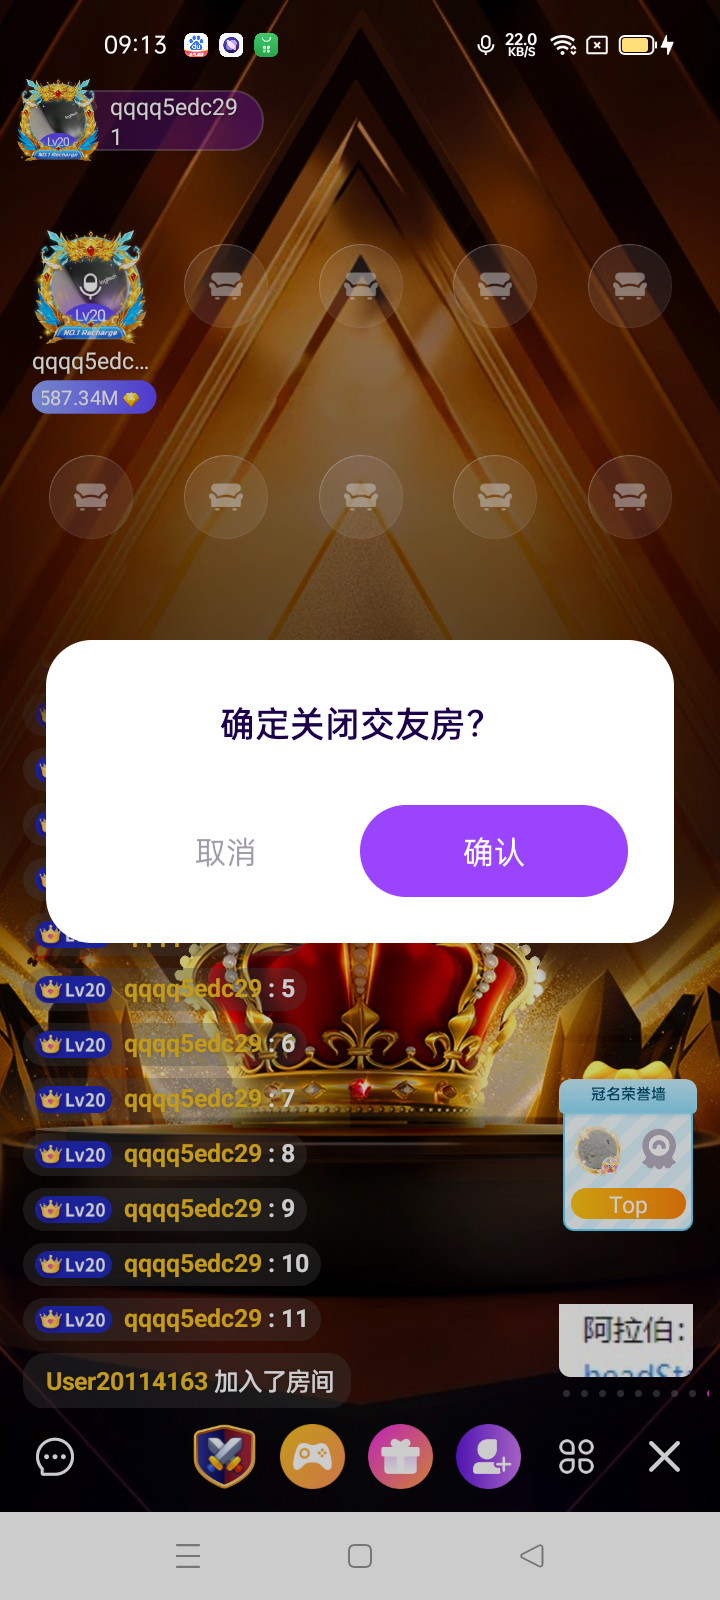 09:13
22.0
KB/S
qqqq5edc29
1
Lv20
NO.1 Recharge
Lv20
NO.1 Recharge
qqqq5edc...
587.34M
确定关闭交友房?
取消
确认
Lv20 qqqq5edc29 : 5
Lv20 qqqq5edc29 : 6
Lv20 qqqq5edc29 : 7
Lv20 qqqq5edc29 : 8
Lv20 qqqq5edc29 : 9
Lv20 qqqq5edc29 : 10
Lv20 qqqq5edc29 : 11
User20114163 加入了房间
冠名荣誉墙
Top
阿拉伯: